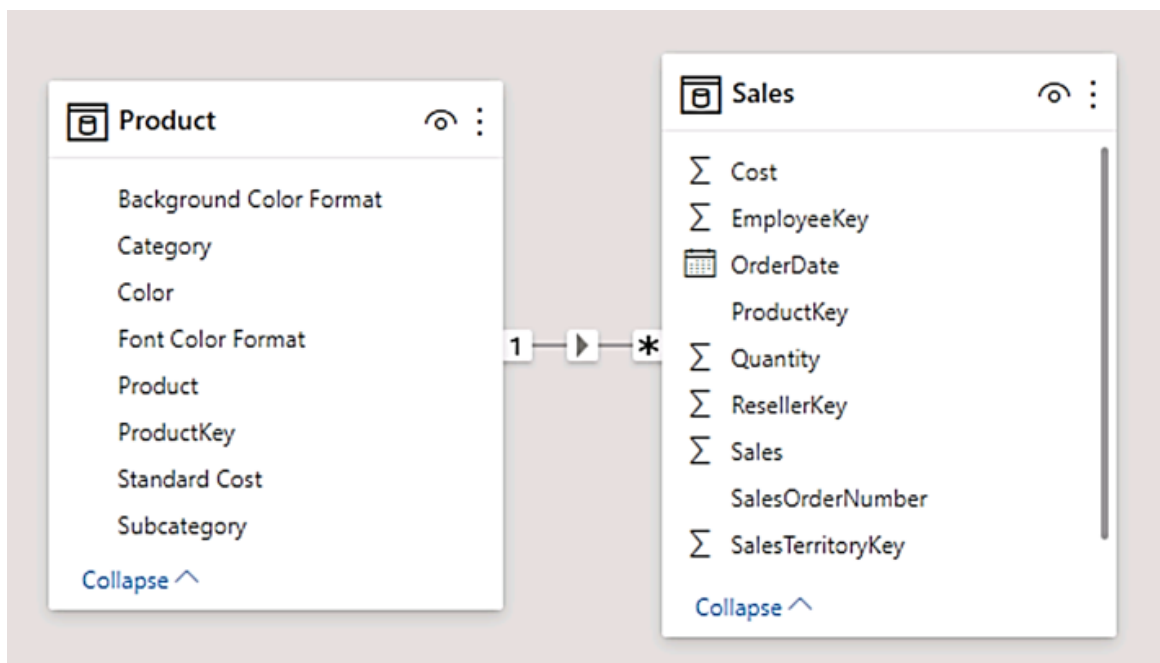 Product
Background Color Format
Category
Color
Font Color Format
Product
ProductKey
Standard Cost
Subcategory
Collapse
1
*
Sales
Σ Cost
Σ EmployeeKey
OrderDate
ProductKey
Σ Quantity
Σ ResellerKey
Σ Sales
SalesOrderNumber
Σ SalesTerritoryKey
Collapse